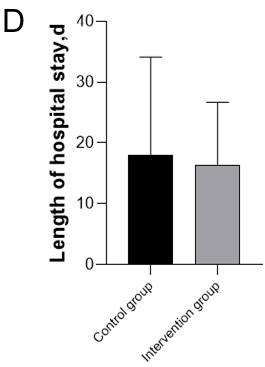 D
Length of hospital stay,d
40
30
20
10
0
Control group
Intervention group